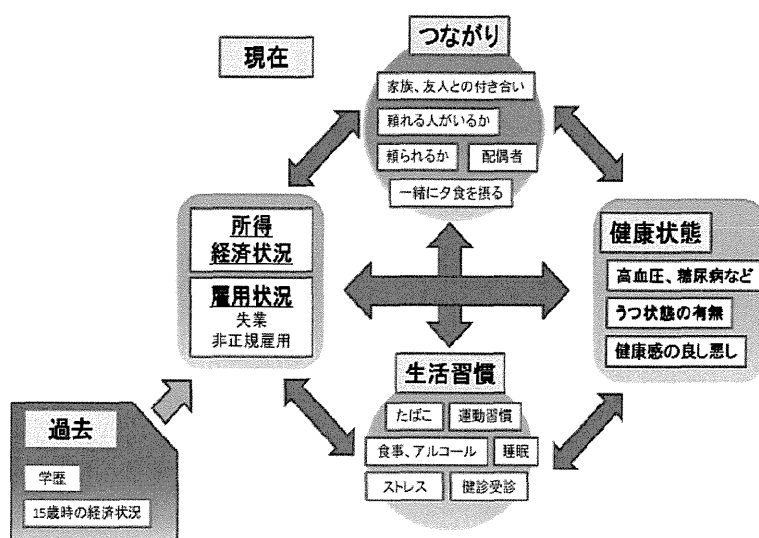 現在
つながり
家族、友人との付き合い
頼れる人がいるか
頼られるか
配偶者
一緒に夕食を摂る
所得
経済状況
雇用状況
失業
非正規雇用
健康状態
高血圧、糖尿病など
うつ状態の有無
健康感の良し悪し
生活習慣
たばこ
運動習慣
食事、アルコール
睡眠
ストレス
健診受診
過去
学歴
15歳時の経済状況